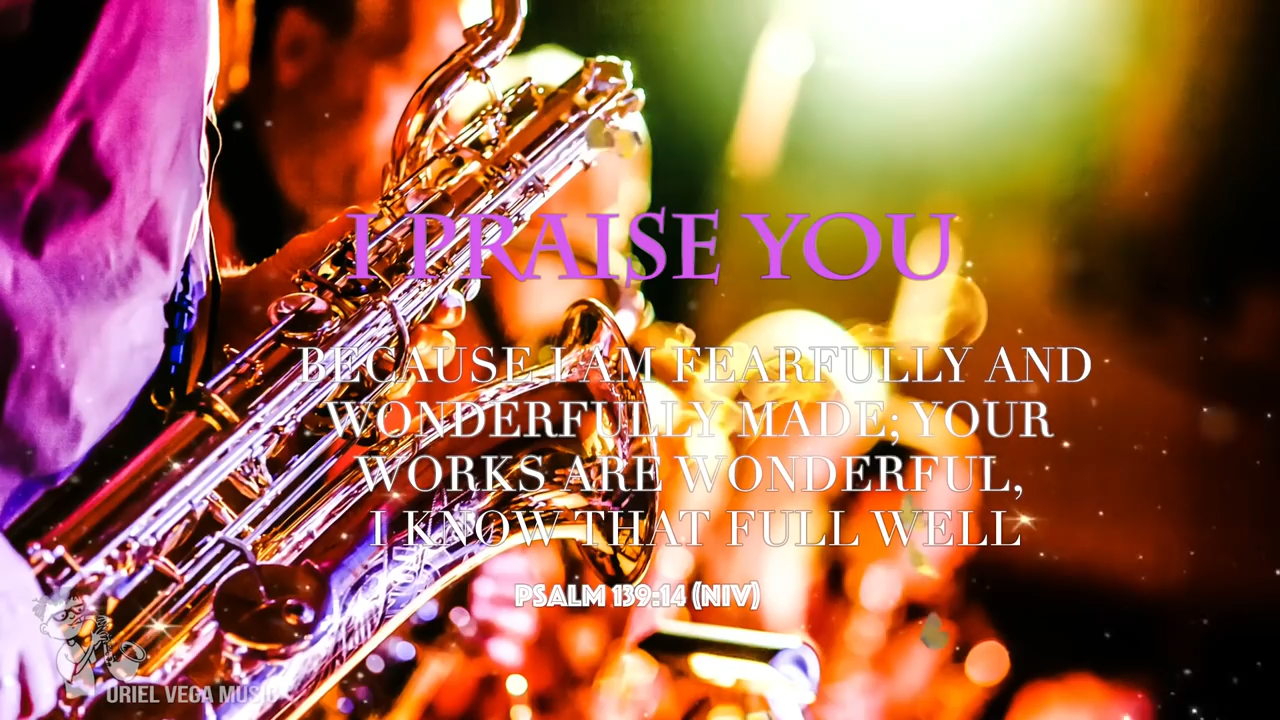 I PRAISE YOU
BECAUSE I AM FEARFULLY AND
WONDERFULLY MADE; YOUR
WORKS ARE WONDERFUL,
I KNOW THAT FULL WELL
PSALM 139:14 (NIV)
URIEL VEGA MUSIC